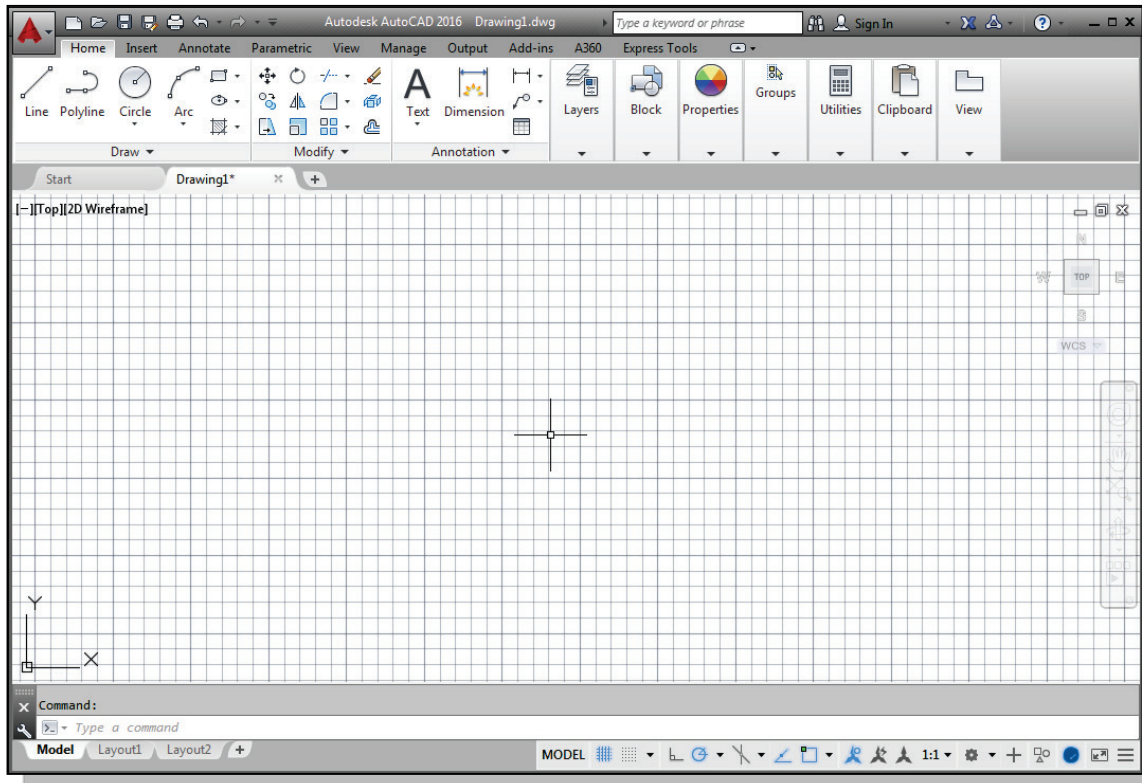 Autodesk AutoCAD 2016 Drawing1.dwg Type a keyword or phrase Sign In
Home Insert Annotate Parametric View Manage Output Add-ins A360 Express Tools
Line Polyline Circle Arc Text Dimension Layers Block Properties Groups Utilities Clipboard View
Draw Modify Annotation
Start Drawing1*
[−][Top][2D Wireframe]
N
W TOP E
S
WCS
Y
X
Command:
Type a command
Model Layout1 Layout2 MODEL 1:1